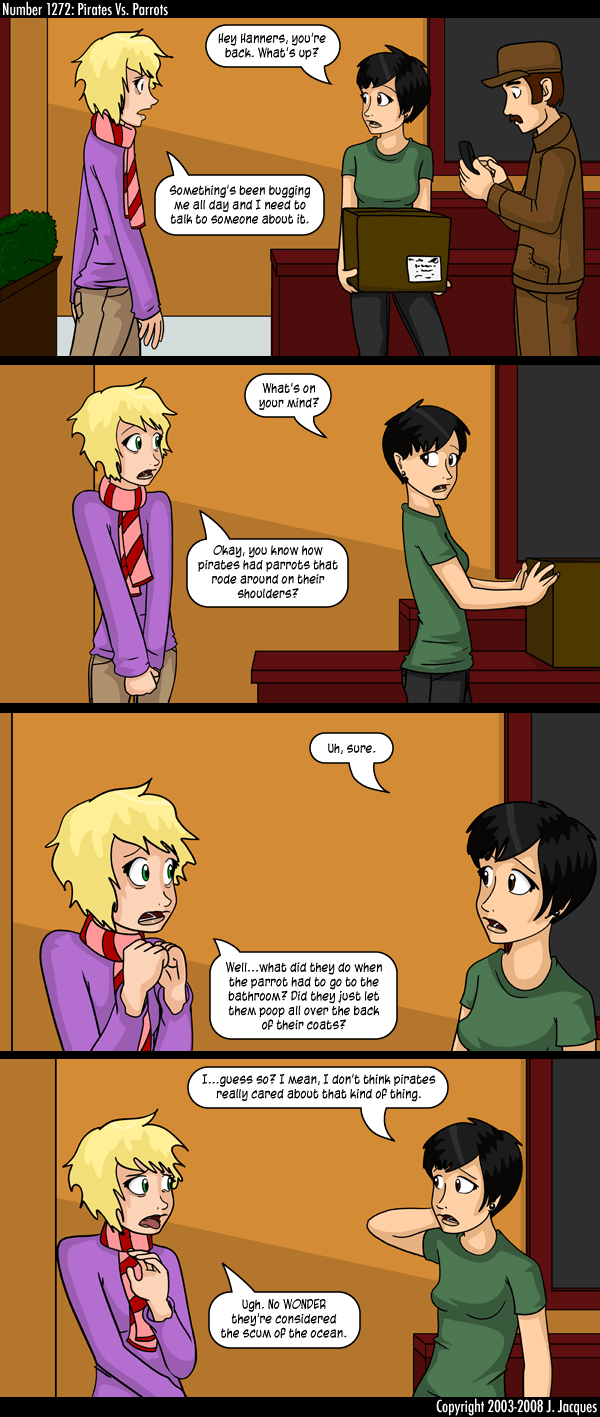 Number 1272: Pirates Vs. Parrots
Hey Hanners, you're
back. What's up?
Something's been bugging
me all day and I need to
talk to someone about it.
What's on
your mind?
Okay, you know how
pirates had parrots that
rode around on their
shoulders?
Uh, sure.
Well...what did they do when
the parrot had to go to the
bathroom? Did they just let
them poop all over the back
of their coats?
I...guess so? I mean, I don't think pirates
really cared about that kind of thing.
Ugh. No WONDER
they're considered
the scum of the ocean.
Copyright 2003-2008 J. Jacques